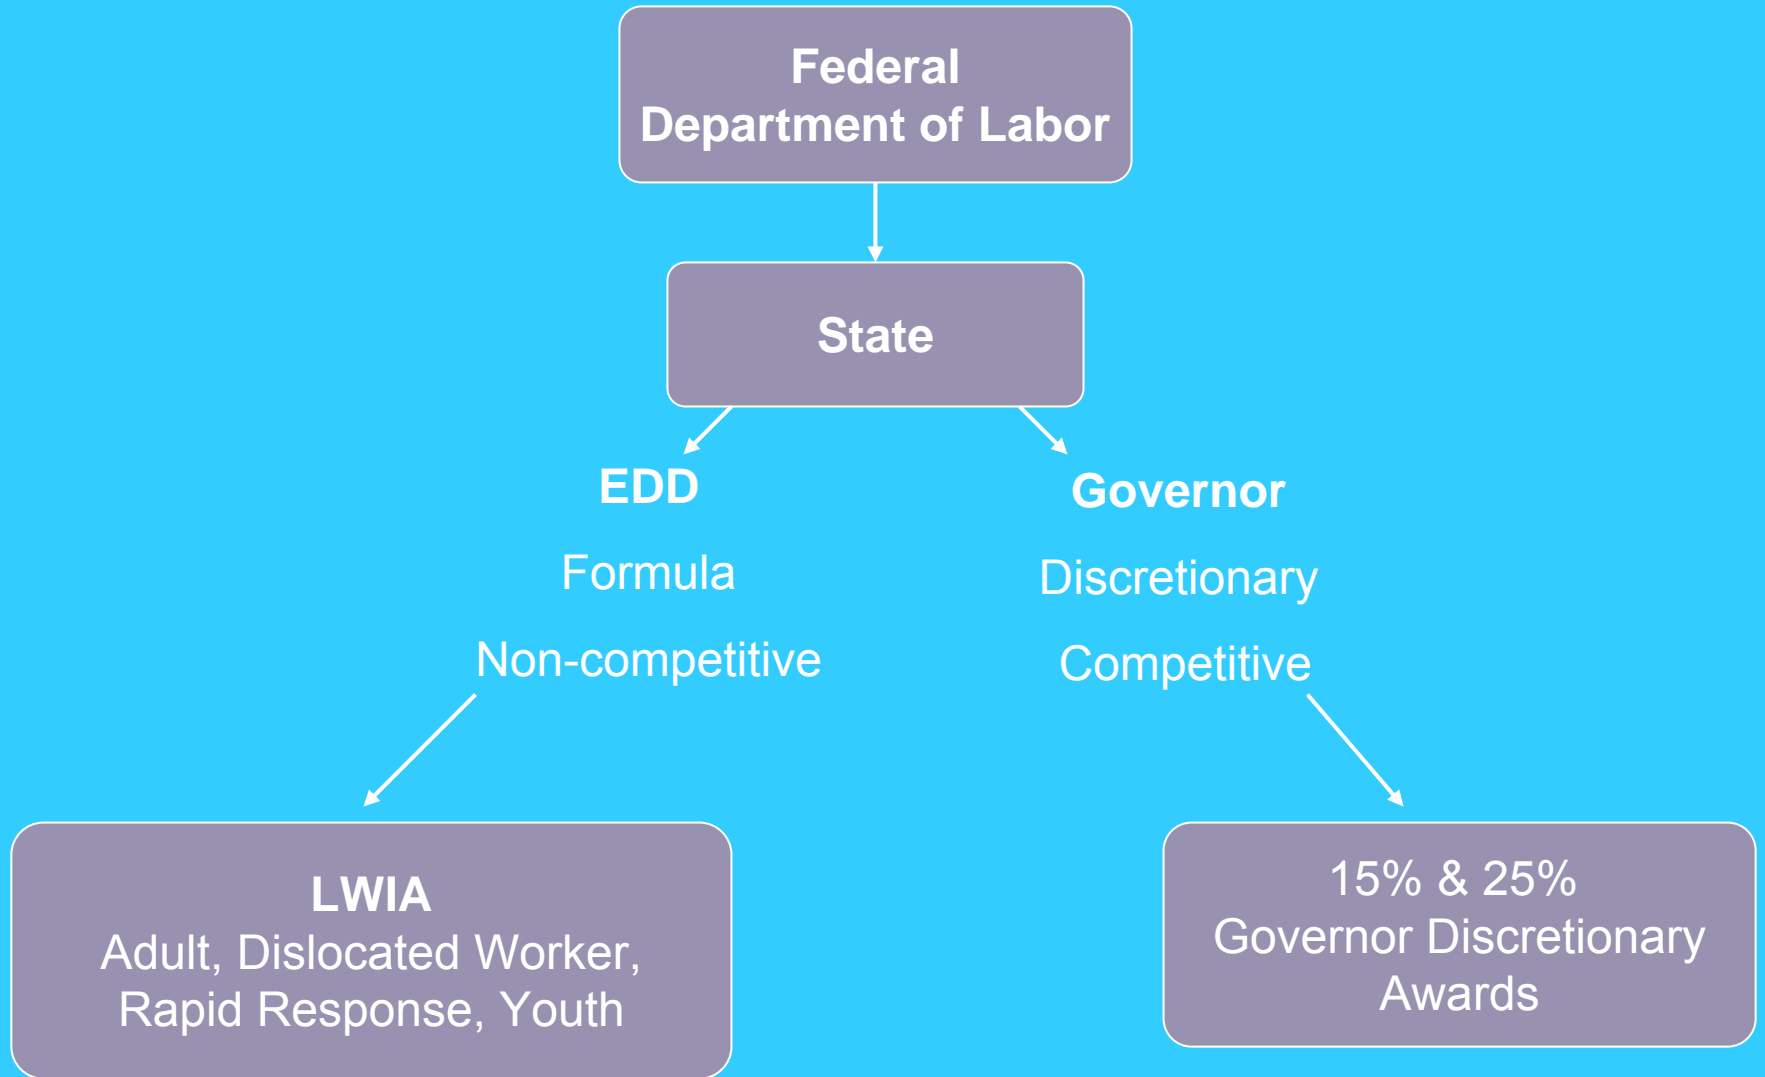 Federal
Department of Labor
State
EDD
Formula
Non-competitive
Governor
Discretionary
Competitive
LWIA
Adult, Dislocated Worker,
Rapid Response, Youth
15% & 25%
Governor Discretionary
Awards